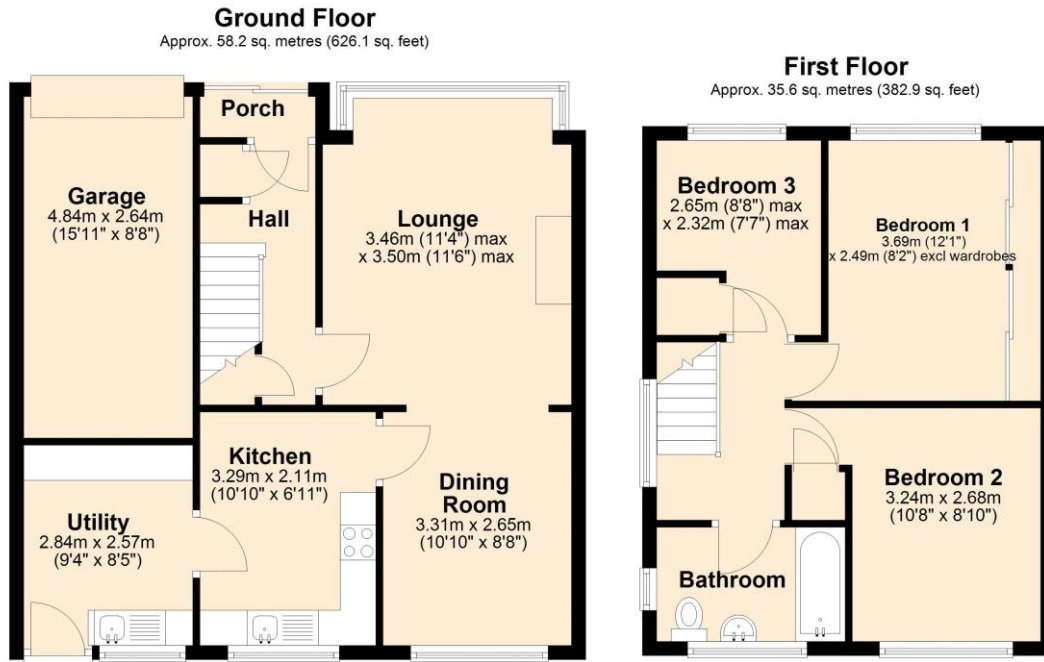 Ground Floor
Approx. 58.2 sq. metres (626.1 sq. feet)
Porch
Garage
4.84m x 2.64m
(15'11" x 8'8")
Hall
Lounge
3.46m (11'4") max
x 3.50m (11'6") max
Kitchen
3.29m x 2.11m
(10'10" x 6'11")
Dining
Room
3.31m x 2.65m
(10'10" x 8'8")
Utility
2.84m x 2.57m
(9'4" x 8'5")
First Floor
Approx. 35.6 sq. metres (382.9 sq. feet)
Bedroom 3
2.65m (8'8") max
x 2.32m (7'7") max
Bedroom 1
3.69m (12'1")
x 2.49m (8'2") excl wardrobes
Bedroom 2
3.24m x 2.68m
(10'8" x 8'10")
Bathroom